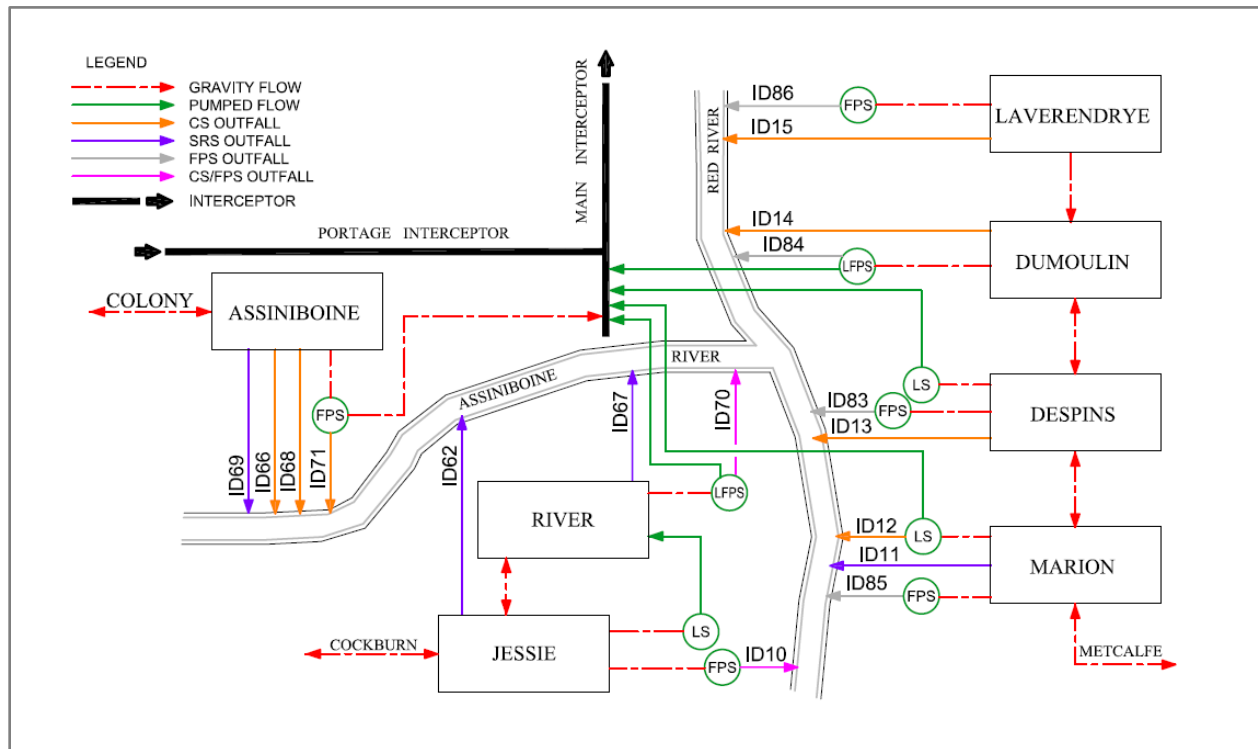 LEGEND
GRAVITY FLOW
PUMPED FLOW
CS OUTFALL
SRS OUTFALL
FPS OUTFALL
CS/FPS OUTFALL
INTERCEPTOR
MAIN INTERCEPTOR
PORTAGE INTERCEPTOR
RED RIVER
ID86
FPS
ID15
LAVERENDRYE
ID14
ID84
LFPS
DUMOULIN
COLONY
ASSINIBOINE
FPS
ID69
ID66
ID68
ID71
ASSINIBOINE
RIVER
ID62
ID67
ID70
LS
ID83
FPS
ID13
DESPINS
RIVER
LFPS
ID12
LS
ID11
ID85
FPS
MARION
COCKBURN
JESSIE
LS
FPS
ID10
METCALFE